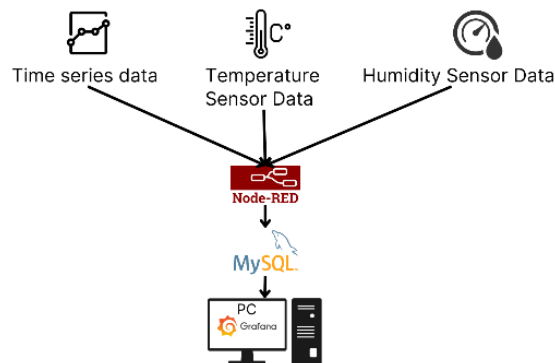 C°
Time series data
Temperature
Sensor Data
Humidity Sensor Data
Node-RED
MySQL
PC
Grafana